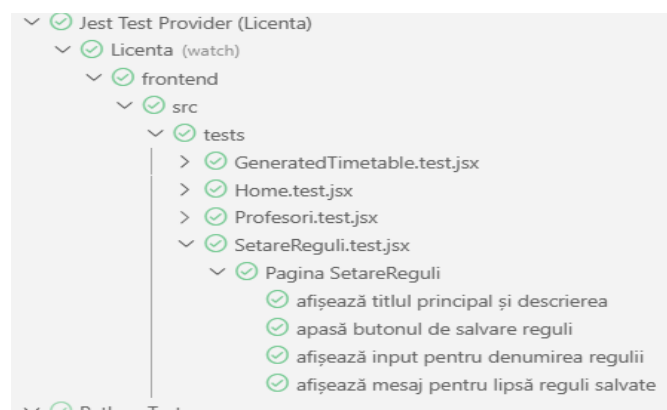 Jest Test Provider (Licenta)
Licenta (watch)
frontend
src
tests
GeneratedTimetable.test.jsx
Home.test.jsx
Profesori.test.jsx
SetareReguli.test.jsx
Pagina SetareReguli
afișează titlul principal și descrierea
apasă butonul de salvare reguli
afișează input pentru denumirea regulii
afișează mesaj pentru lipsă reguli salvate